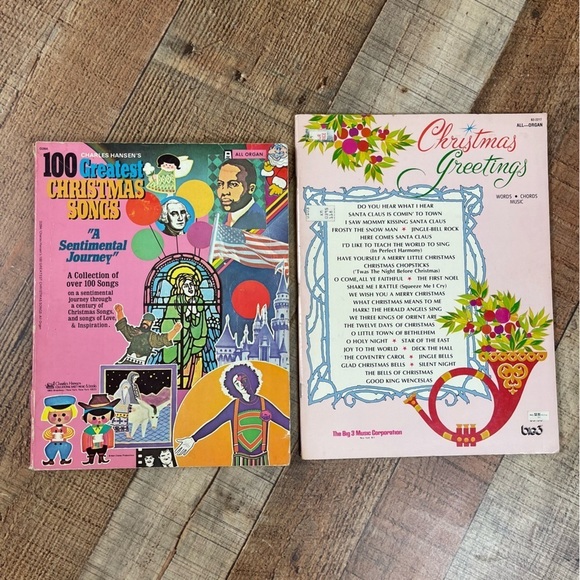 CHARLES HANSEN'S
100 Greatest
CHRISTMAS
SONGS
"A
Sentimental
Journey"
A Collection of
over 100 Songs
on a sentimental
journey through
a century of
Christmas Songs,
and songs of Love,
& Inspiration.
ALL ORGAN
Charles Hansen
ALL—ORGAN
Christmas
Greetings
WORDS • CHORDS
MUSIC
DO YOU HEAR WHAT I HEAR
SANTA CLAUS IS COMIN' TO TOWN
I SAW MOMMY KISSING SANTA CLAUS
FROSTY THE SNOW MAN • JINGLE-BELL ROCK
HERE COMES SANTA CLAUS
I'D LIKE TO TEACH THE WORLD TO SING
(In Perfect Harmony)
HAVE YOURSELF A MERRY LITTLE CHRISTMAS
CHRISTMAS CHOPSTICKS
('Twas The Night Before Christmas)
O COME, ALL YE FAITHFUL • THE FIRST NOEL
SHAKE ME I RATTLE (Squeeze Me I Cry)
WE WISH YOU A MERRY CHRISTMAS
WHAT CHRISTMAS MEANS TO ME
HARK! THE HERALD ANGELS SING
WE THREE KINGS OF ORIENT ARE
THE TWELVE DAYS OF CHRISTMAS
O LITTLE TOWN OF BETHLEHEM
O HOLY NIGHT • STAR OF THE EAST
JOY TO THE WORLD • DECK THE HALL
THE COVENTRY CAROL • JINGLE BELLS
GLAD CHRISTMAS BELLS • SILENT NIGHT
THE BELLS OF CHRISTMAS
GOOD KING WENCESLAS
The Big 3 Music Corporation
big3